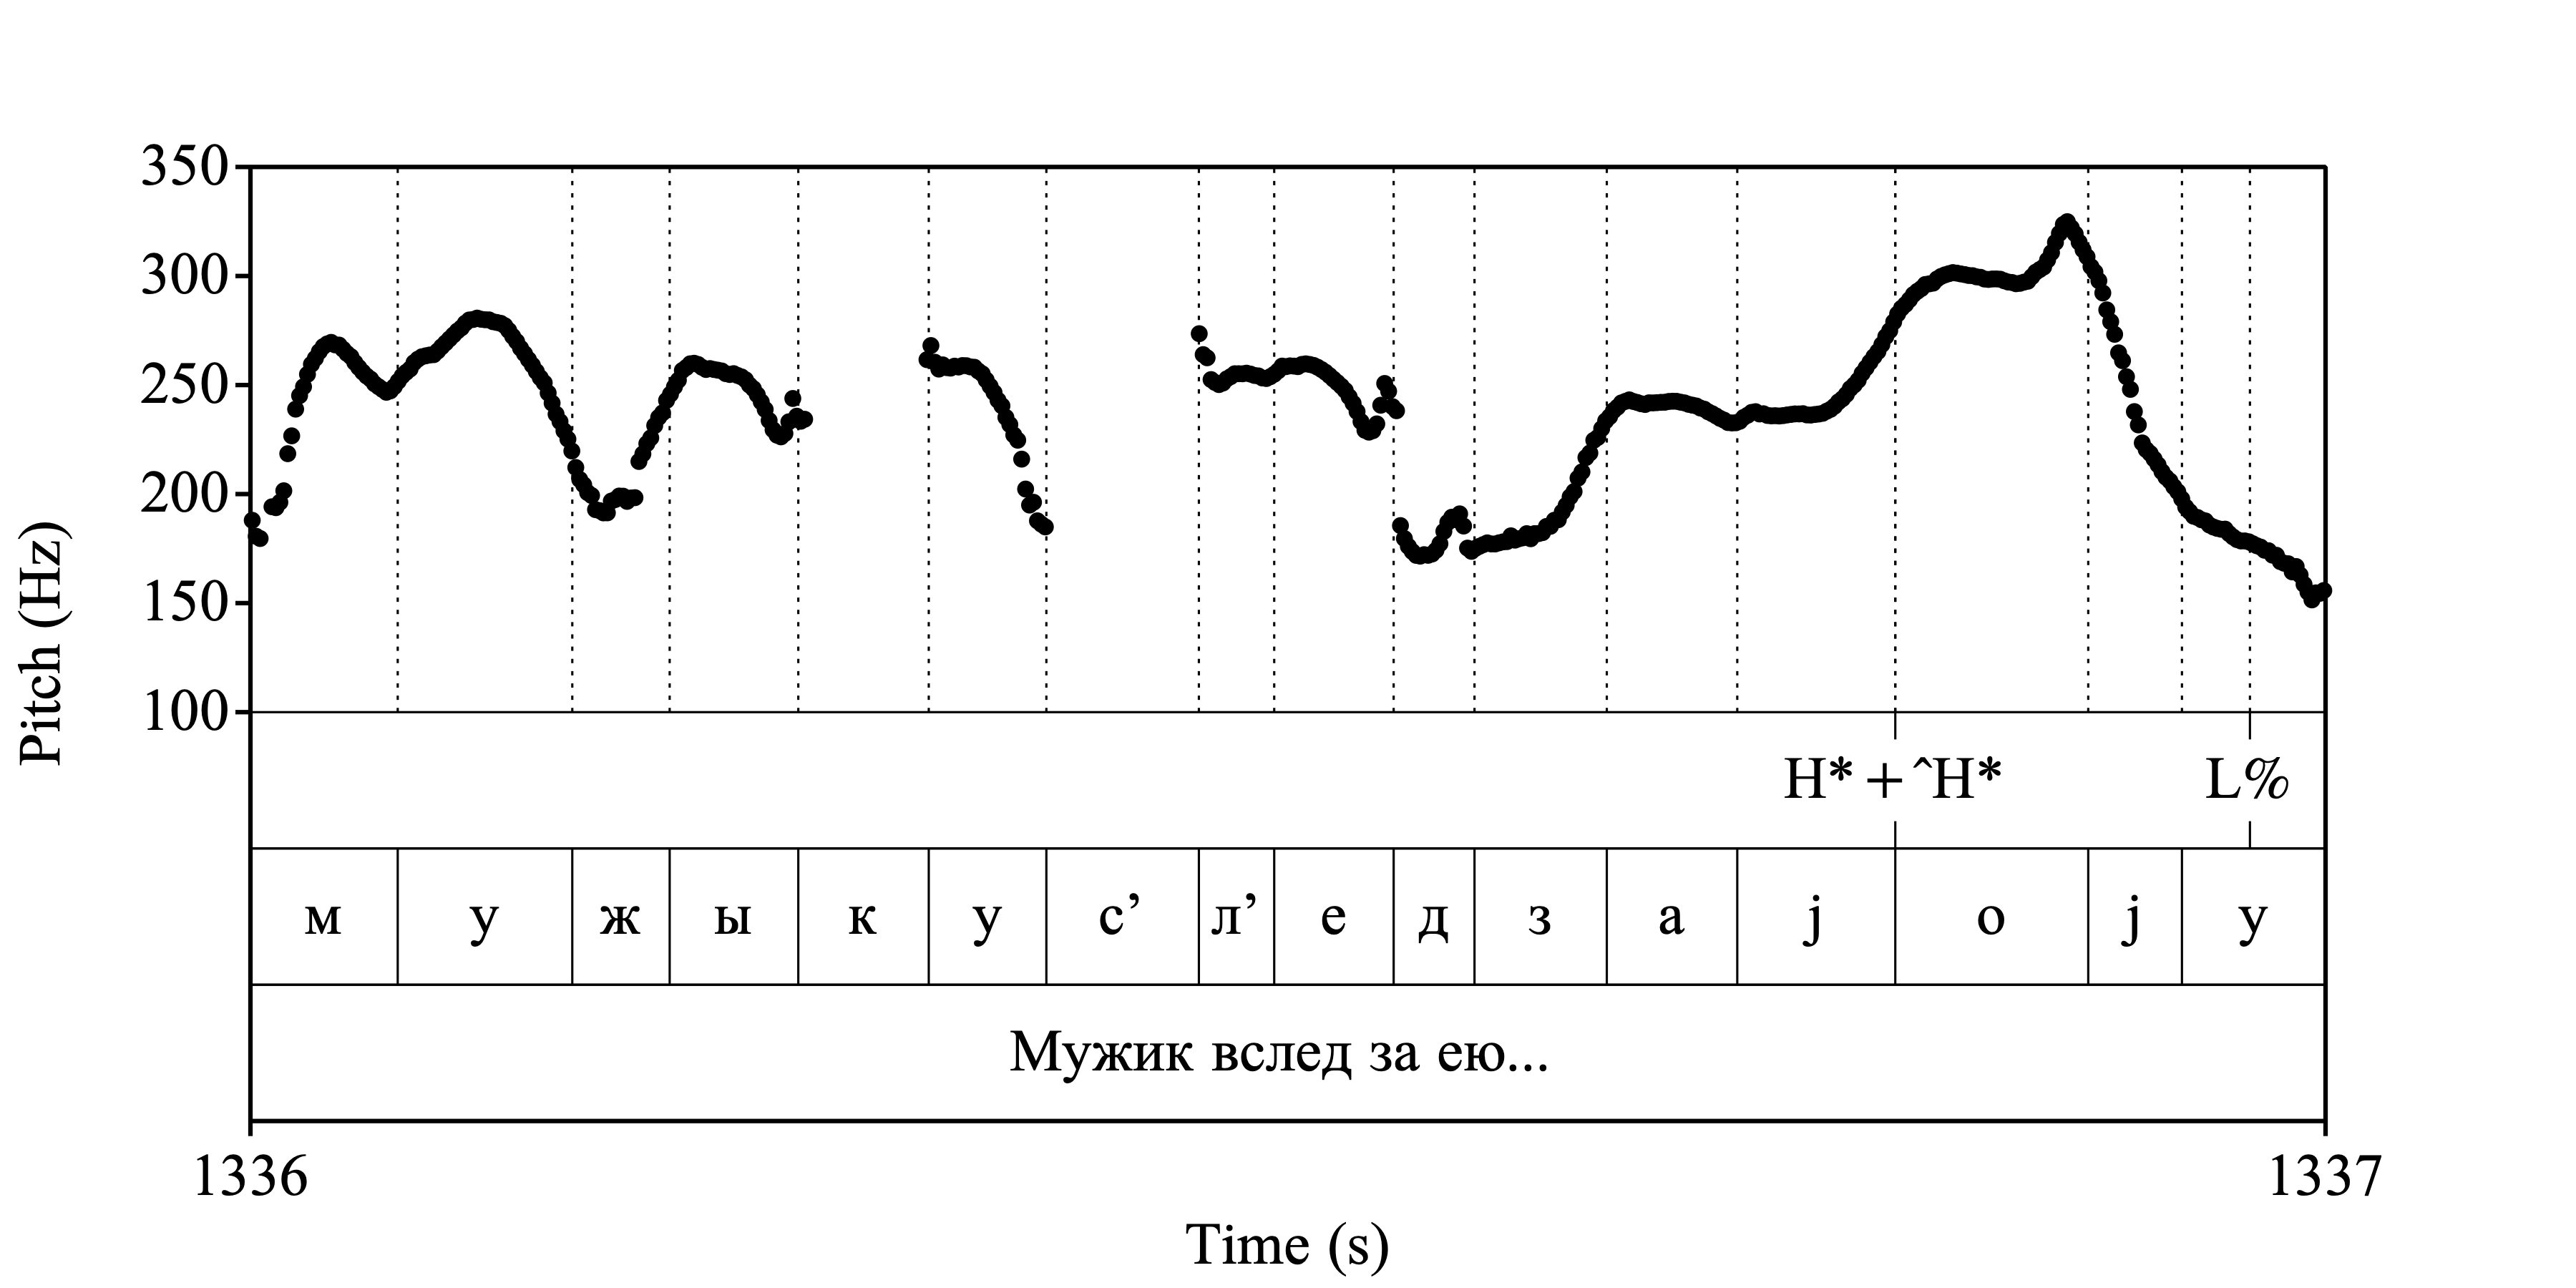 350
300
250
200
150
100
Pitch (Hz)
H* + ^H* L%
м у ж ы к у с’ л’ е д з а j о j у
Мужик вслед за ею...
1336 1337
Time (s)